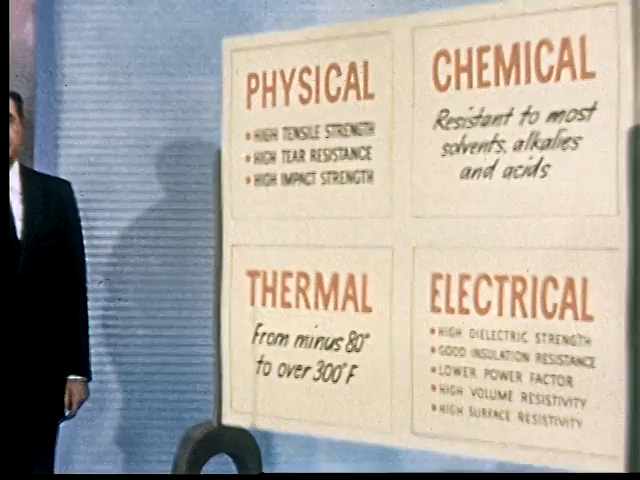 PHYSICAL
• HIGH TENSILE STRENGTH
• HIGH TEAR RESISTANCE
• HIGH IMPACT STRENGTH
CHEMICAL
Resistant to most
solvents, alkalies
and acids
THERMAL
From minus 80°
to over 300°F
ELECTRICAL
• HIGH DIELECTRIC STRENGTH
• GOOD INSULATION RESISTANCE
• LOWER POWER FACTOR
• HIGH VOLUME RESISTIVITY
• HIGH SURFACE RESISTIVITY